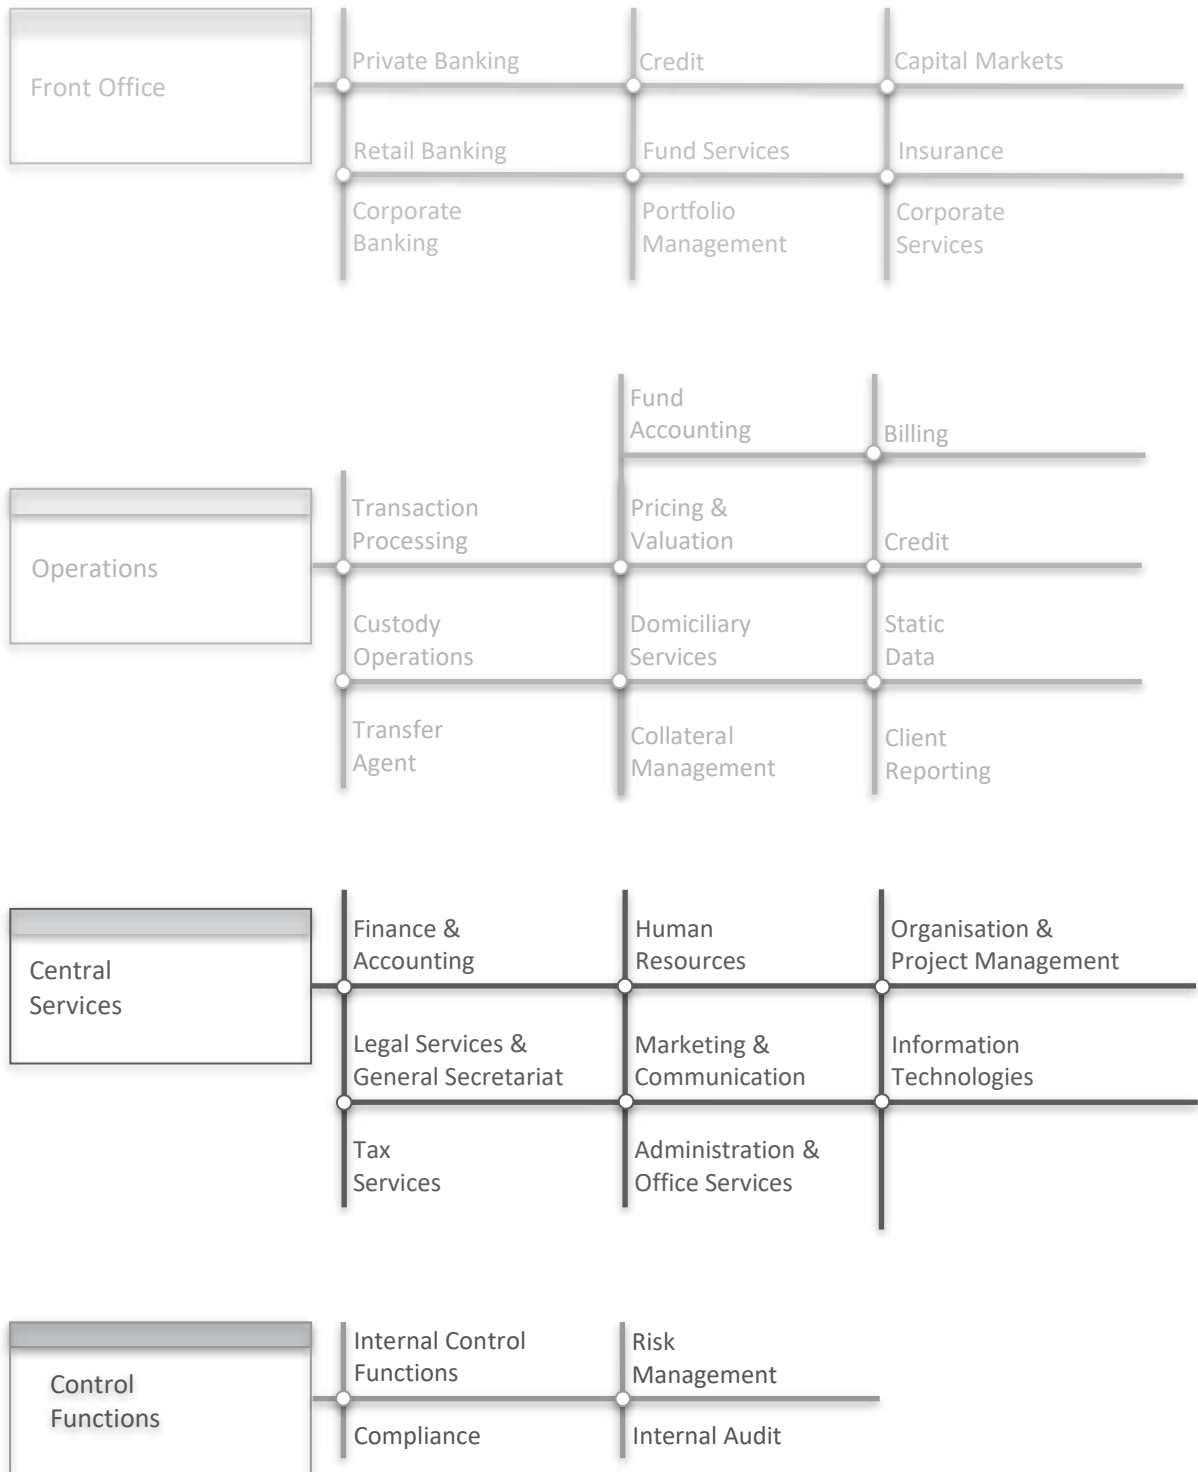 Front Office
Private Banking
Credit
Capital Markets
Retail Banking
Fund Services
Insurance
Corporate
Banking
Portfolio
Management
Corporate
Services
Operations
Fund
Accounting
Billing
Transaction
Processing
Pricing &
Valuation
Credit
Custody
Operations
Domiciliary
Services
Static
Data
Transfer
Agent
Collateral
Management
Client
Reporting
Central
Services
Finance &
Accounting
Human
Resources
Organisation &
Project Management
Legal Services &
General Secretariat
Marketing &
Communication
Information
Technologies
Tax
Services
Administration &
Office Services
Control
Functions
Internal Control
Functions
Risk
Management
Compliance
Internal Audit